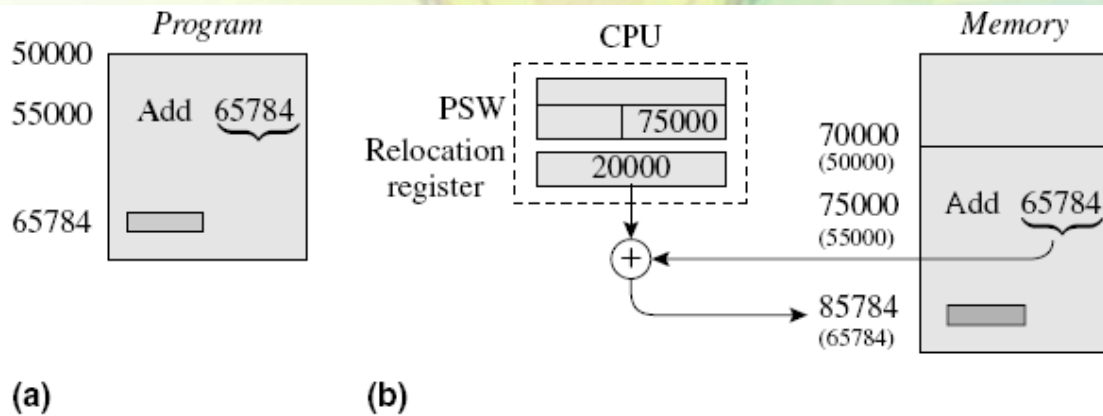 Program
50000
55000 Add 65784
65784
(a)
CPU
PSW
75000
Relocation
register
20000
+
Memory
70000
(50000)
75000
(55000)
Add 65784
85784
(65784)
(b)